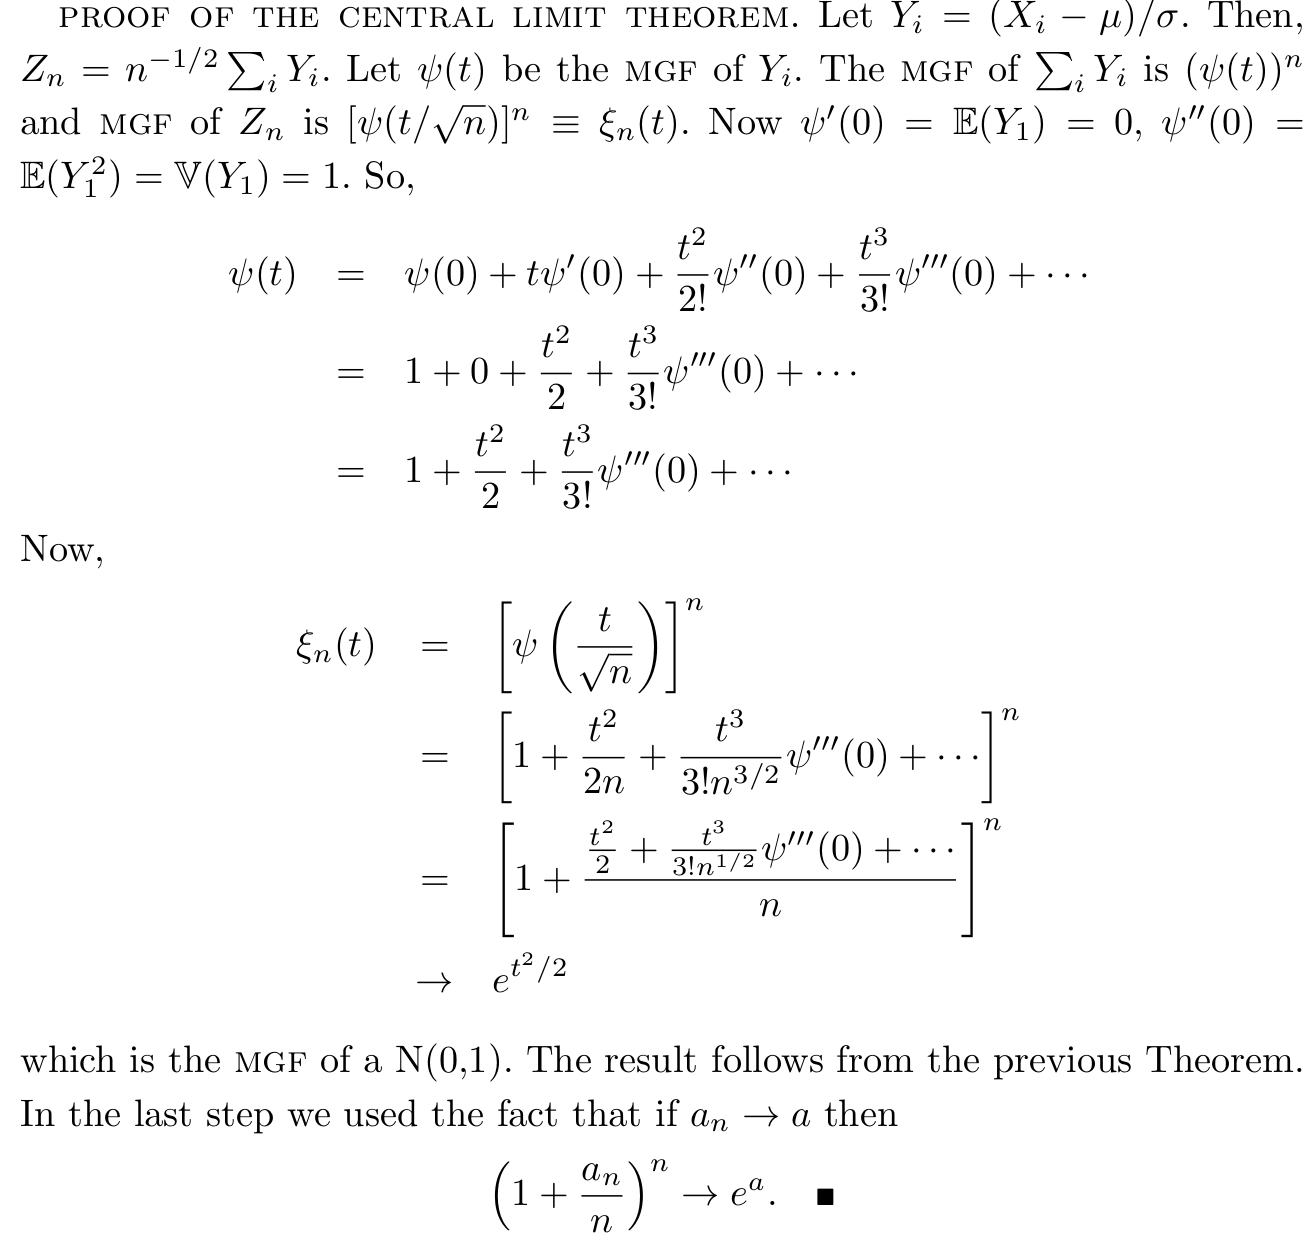 PROOF OF THE CENTRAL LIMIT THEOREM. Let $Y_i = (X_i - \mu)/\sigma$. Then,
$Z_n = n^{-1/2} \sum_i Y_i$. Let $\psi(t)$ be the MGF of $Y_i$. The MGF of $\sum_i Y_i$ is $(\psi(t))^n$
and MGF of $Z_n$ is $[\psi(t/\sqrt{n})]^n \equiv \xi_n(t)$. Now $\psi'(0) = \mathbb{E}(Y_1) = 0$, $\psi''(0) =$
$\mathbb{E}(Y_1^2) = \mathbb{V}(Y_1) = 1$. So,
$\psi(t) = \psi(0) + t\psi'(0) + \frac{t^2}{2!}\psi''(0) + \frac{t^3}{3!}\psi'''(0) + \cdots$
$= 1 + 0 + \frac{t^2}{2} + \frac{t^3}{3!}\psi'''(0) + \cdots$
$= 1 + \frac{t^2}{2} + \frac{t^3}{3!}\psi'''(0) + \cdots$
Now,
$\xi_n(t) = \left[\psi\left(\frac{t}{\sqrt{n}}\right)\right]^n$
$= \left[1 + \frac{t^2}{2n} + \frac{t^3}{3!n^{3/2}}\psi'''(0) + \cdots\right]^n$
$= \left[1 + \frac{\frac{t^2}{2} + \frac{t^3}{3!n^{1/2}}\psi'''(0) + \cdots}{n}\right]^n$
$\to e^{t^2/2}$
which is the MGF of a N(0,1). The result follows from the previous Theorem.
In the last step we used the fact that if $a_n \to a$ then
$\left(1 + \frac{a_n}{n}\right)^n \to e^a.$ ■